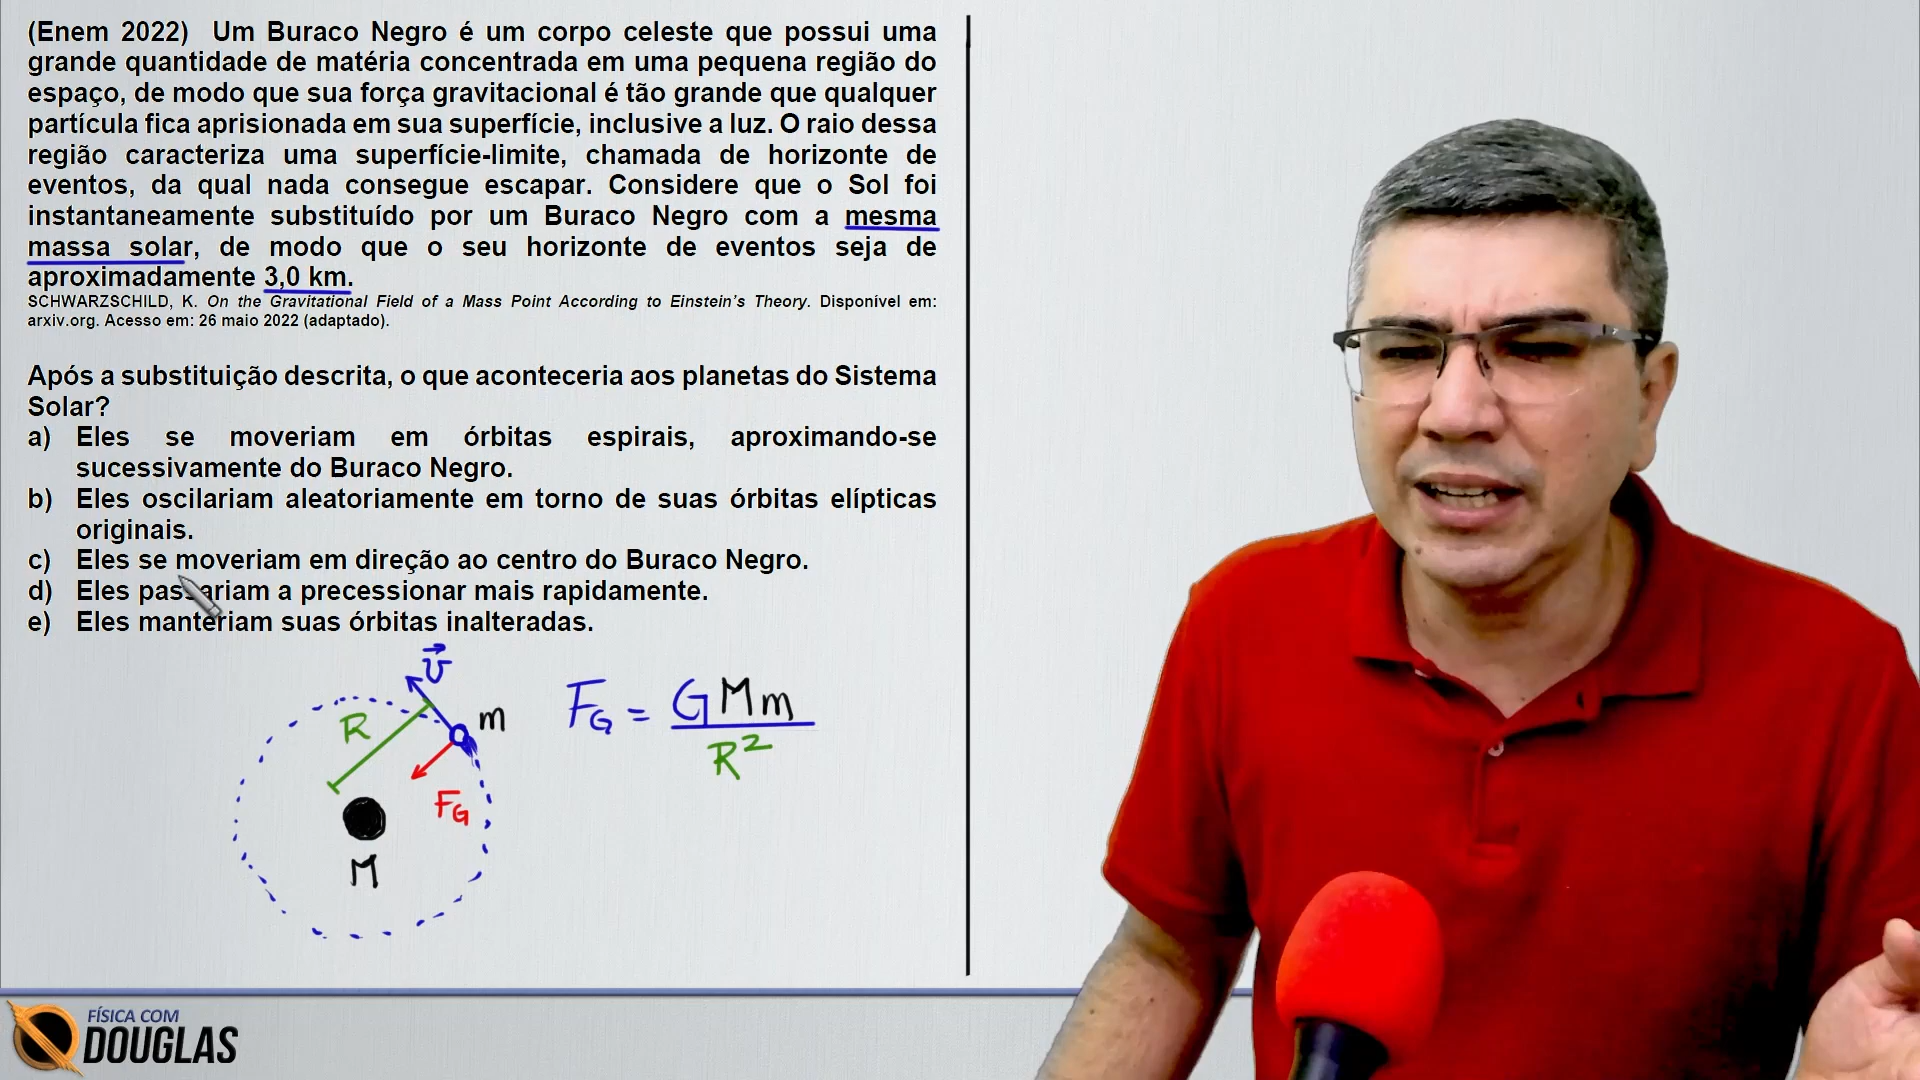 (Enem 2022) Um Buraco Negro é um corpo celeste que possui uma
grande quantidade de matéria concentrada em uma pequena região do
espaço, de modo que sua força gravitacional é tão grande que qualquer
partícula fica aprisionada em sua superfície, inclusive a luz. O raio dessa
região caracteriza uma superfície-limite, chamada de horizonte de
eventos, da qual nada consegue escapar. Considere que o Sol foi
instantaneamente substituído por um Buraco Negro com a mesma
massa solar, de modo que o seu horizonte de eventos seja de
aproximadamente 3,0 km.
SCHWARZSCHILD, K. On the Gravitational Field of a Mass Point According to Einstein's Theory. Disponível em:
arxiv.org. Acesso em: 26 maio 2022 (adaptado).
Após a substituição descrita, o que aconteceria aos planetas do Sistema
Solar?
a) Eles se moveriam em órbitas espirais, aproximando-se
sucessivamente do Buraco Negro.
b) Eles oscilariam aleatoriamente em torno de suas órbitas elípticas
originais.
c) Eles se moveriam em direção ao centro do Buraco Negro.
d) Eles passariam a precessionar mais rapidamente.
e) Eles manteriam suas órbitas inalteradas.
v
R
m
F_G
M
F_G = GMm / R²
FÍSICA COM
DOUGLAS